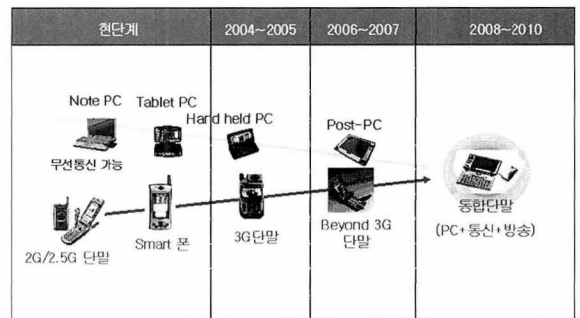 현단계
2004~2005
2006~2007
2008~2010
Note PC
Tablet PC
Hand held PC
Post-PC
무선통신 가능
2G/2.5G 단말
Smart 폰
3G단말
Beyond 3G
단말
통합단말
(PC+통신+방송)